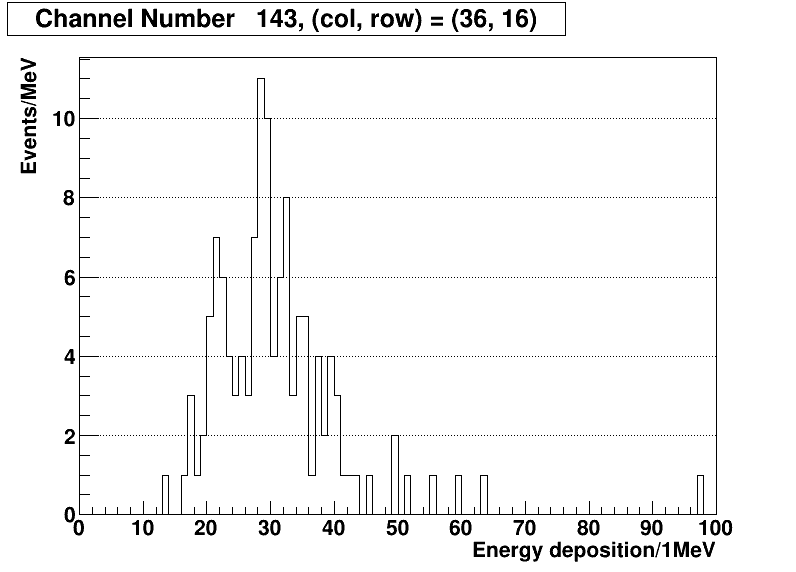 Channel Number   143, (col, row) = (36, 16)
Events/MeV
10
8
6
4
2
0
0 10 20 30 40 50 60 70 80 90 100
Energy deposition/1MeV